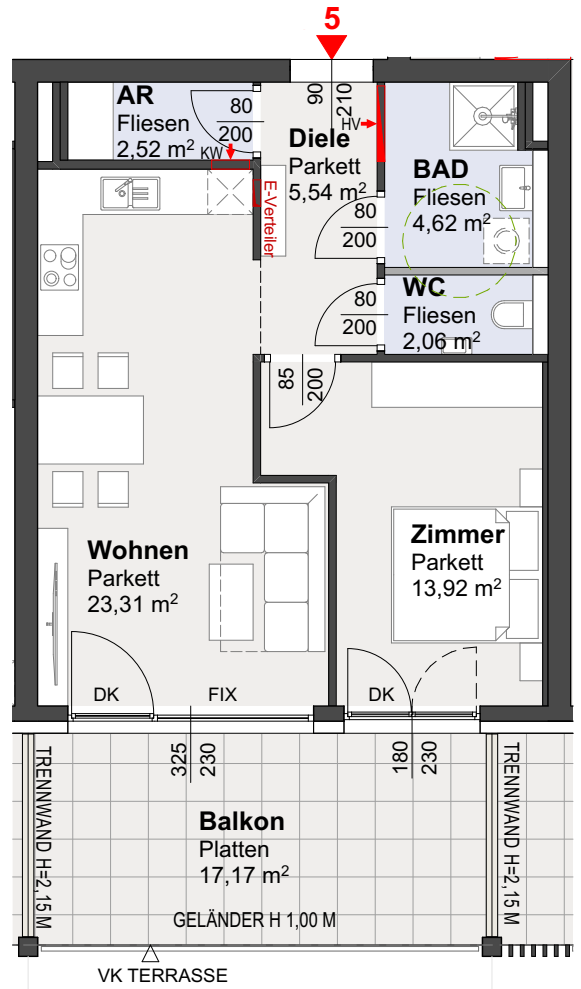 5
AR
Fliesen
2,52 m²
KW
80
200
90
210
HV
Diele
Parkett
5,54 m²
E-Verteiler
BAD
Fliesen
4,62 m²
80
200
WC
Fliesen
2,06 m²
80
200
85
200
Wohnen
Parkett
23,31 m²
Zimmer
Parkett
13,92 m²
DK
FIX
DK
325
230
180
230
TRENNWAND H=2,15 M
TRENNWAND H=2,15 M
Balkon
Platten
17,17 m²
GELÄNDER H 1,00 M
VK TERRASSE